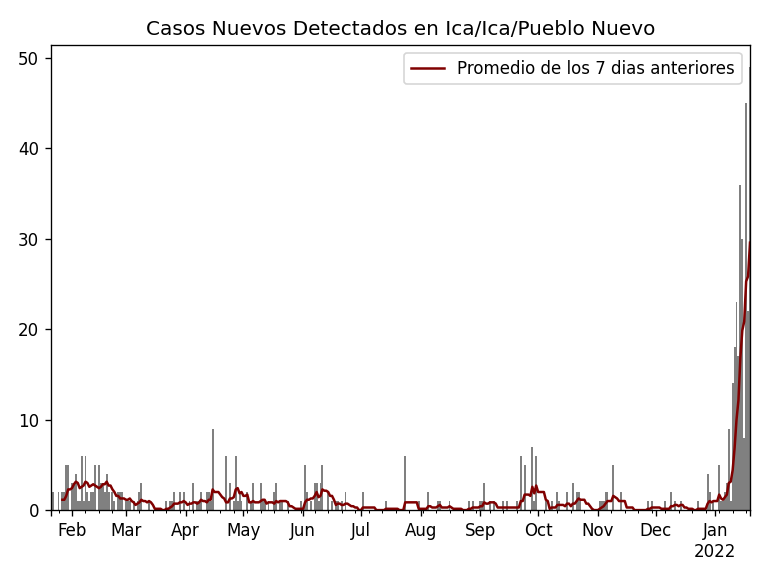 Casos Nuevos Detectados en Ica/Ica/Pueblo Nuevo
Promedio de los 7 dias anteriores
50
40
30
20
10
0
Feb Mar Apr May Jun Jul Aug Sep Oct Nov Dec Jan
2022